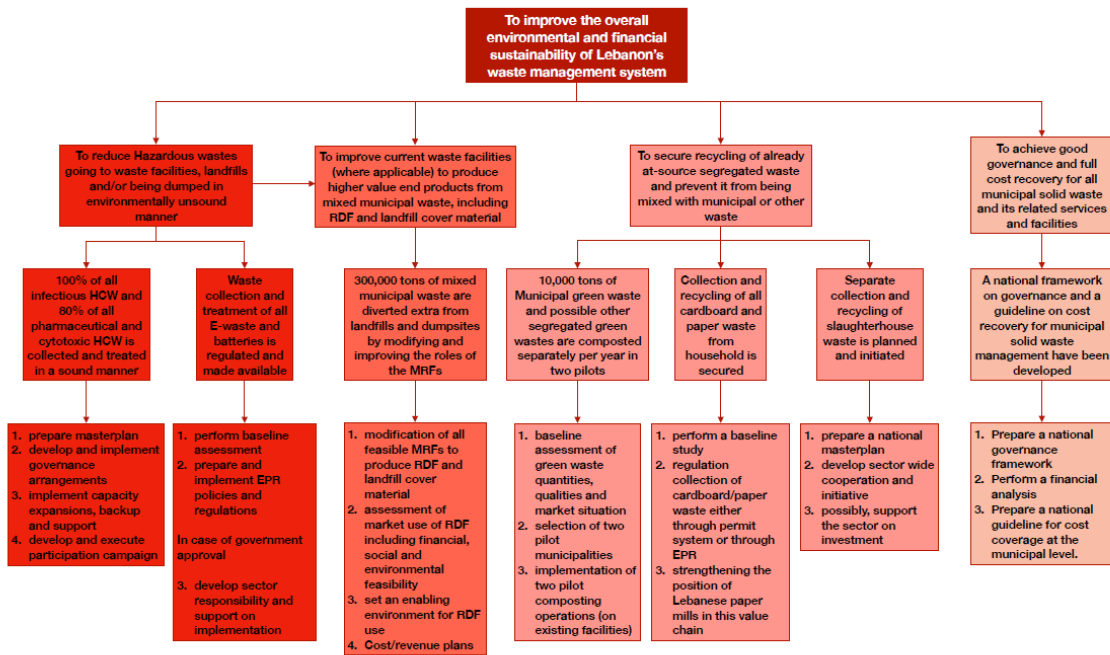 To improve the overall
environmental and financial
sustainability of Lebanon's
waste management system
To reduce Hazardous wastes
going to waste facilities, landfills
and/or being dumped in
environmentally unsound
manner
To improve current waste facilities
(where applicable) to produce
higher value end products from
mixed municipal waste, including
RDF and landfill cover material
To secure recycling of already
at-source segregated waste
and prevent it from being
mixed with municipal or other
waste
To achieve good
governance and full
cost recovery for all
municipal solid waste
and its related services
and facilities
100% of all
infectious HCW and
80% of all
pharmaceutical and
cytotoxic HCW is
collected and treated
in a sound manner
Waste
collection and
treatment of all
E-waste and
batteries is
regulated and
made available
300,000 tons of mixed
municipal waste are
diverted extra from
landfills and dumpsites
by modifying and
improving the roles of
the MRFs
10,000 tons of
Municipal green waste
and possible other
segregated green
wastes are composted
separately per year in
two pilots
Collection and
recycling of all
cardboard and
paper waste
from
household is
secured
Separate
collection and
recycling of
slaughterhouse
waste is planned
and initiated
A national framework
on governance and a
guideline on cost
recovery for municipal
solid waste
management have been
developed
1. prepare masterplan
2. develop and implement
governance
arrangements
3. implement capacity
expansions, backup
and support
4. develop and execute
participation campaign
1. perform baseline
assessment
2. prepare and
implement EPR
policies and
regulations
In case of government
approval
3. develop sector
responsibility and
support on
implementation
1. modification of all
feasible MRFs to
produce RDF and
landfill cover
material
2. assessment of
market use of RDF
including financial,
social and
environmental
feasibility
3. set an enabling
environment for RDF
use
4. Cost/revenue plans
1. baseline
assessment of
green waste
quantities,
qualities and
market situation
2. selection of two
pilot
municipalities
3. implementation of
two pilot
composting
operations (on
existing facilities)
1. perform a baseline
study
2. regulation
collection of
cardboard/paper
waste either
through permit
system or through
EPR
3. strengthening the
position of
Lebanese paper
mills in this value
chain
1. prepare a national
masterplan
2. develop sector wide
cooperation and
initiative
3. possibly, support
the sector on
investment
1. Prepare a national
governance
framework
2. Perform a financial
analysis
3. Prepare a national
guideline for cost
coverage at the
municipal level.